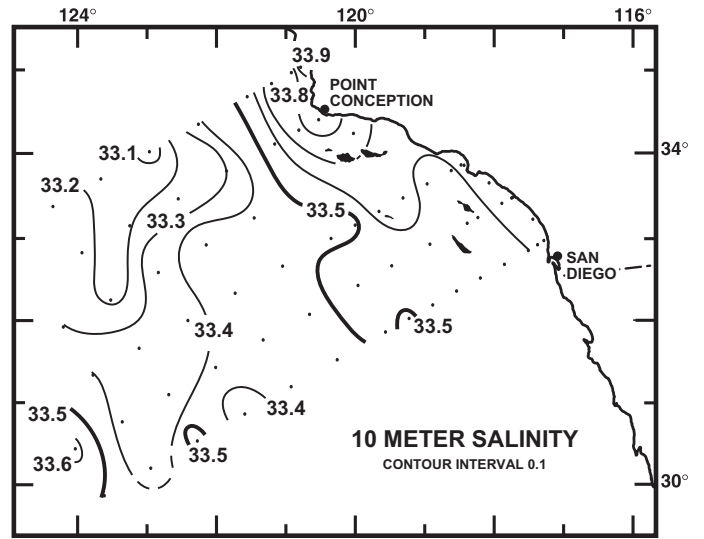 124° 120° 116°
33.9
POINT
CONCEPTION
33.8
33.1
34°
33.2
33.5
33.3
SAN
DIEGO
33.4
33.5
33.4
33.5
10 METER SALINITY
33.5
CONTOUR INTERVAL 0.1
33.6
30°